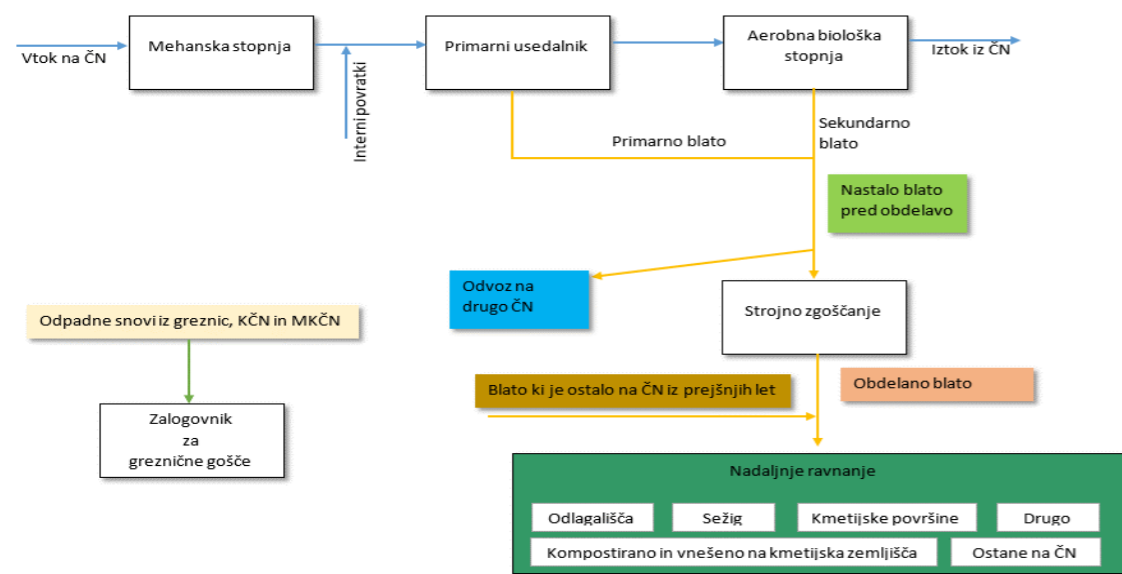 Vtok na ČN
Mehanska stopnja
Interni povratki
Primarni usedalnik
Aerobna biološka
stopnja
Iztok iz ČN
Primarno blato
Sekundarno
blato
Nastalo blato
pred obdelavo
Odvoz na
drugo ČN
Strojno zgoščanje
Odpadne snovi iz greznic, KČN in MKČN
Zalogovnik
za
greznične gošče
Blato ki je ostalo na ČN iz prejšnjih let
Obdelano blato
Nadaljnje ravnanje
Odlagališča
Sežig
Kmetijske površine
Drugo
Kompostirano in vnešeno na kmetijska zemljišča
Ostane na ČN